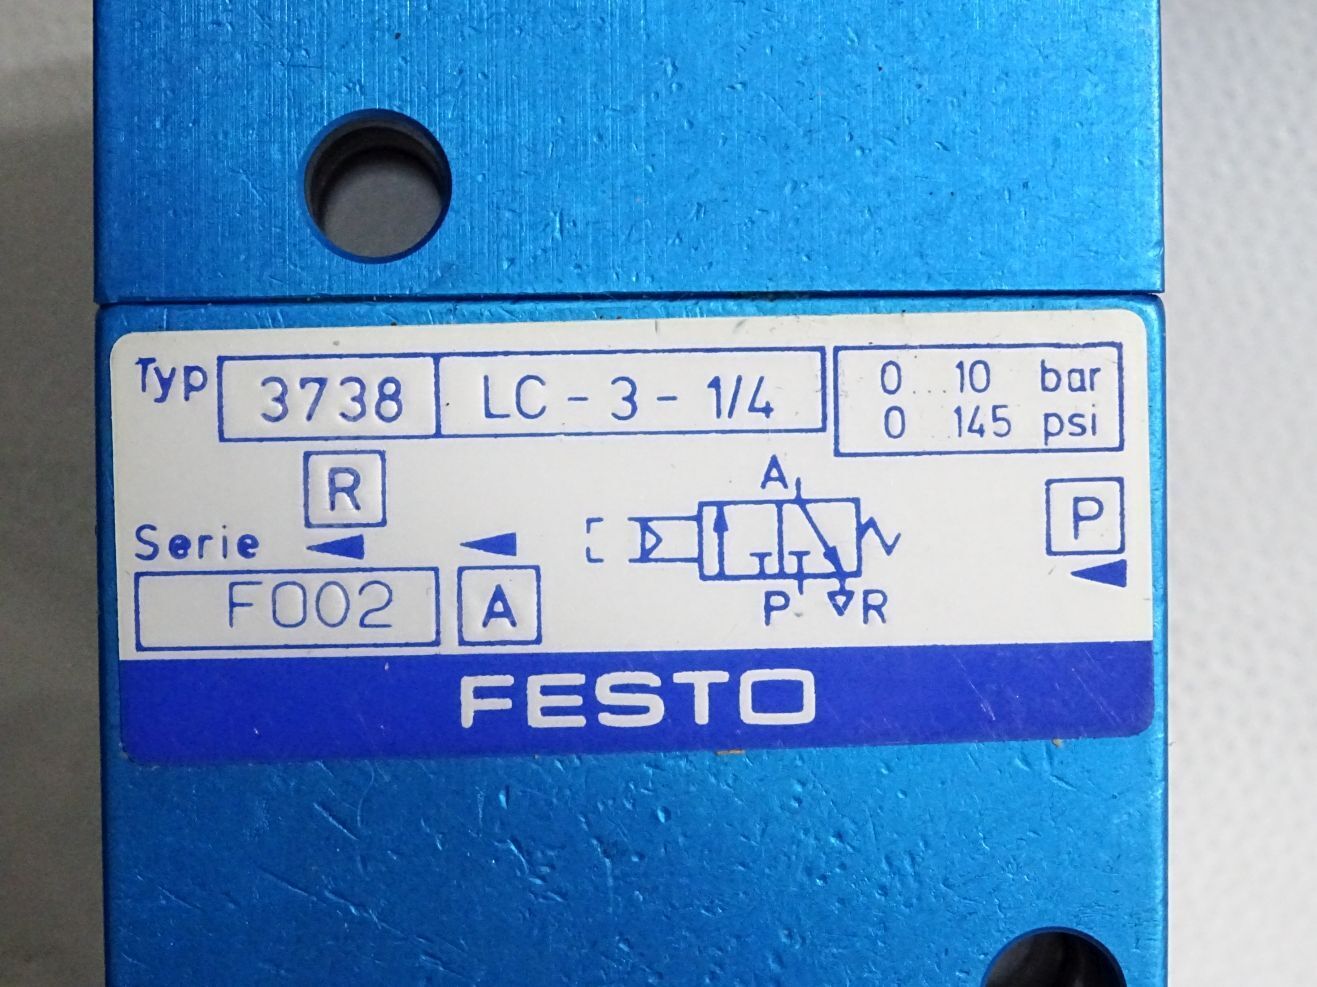 Typ 3738 LC - 3 - 1/4
0...10 bar
0 145 psi
R
A
P
Serie
F002
A
P R
FESTO